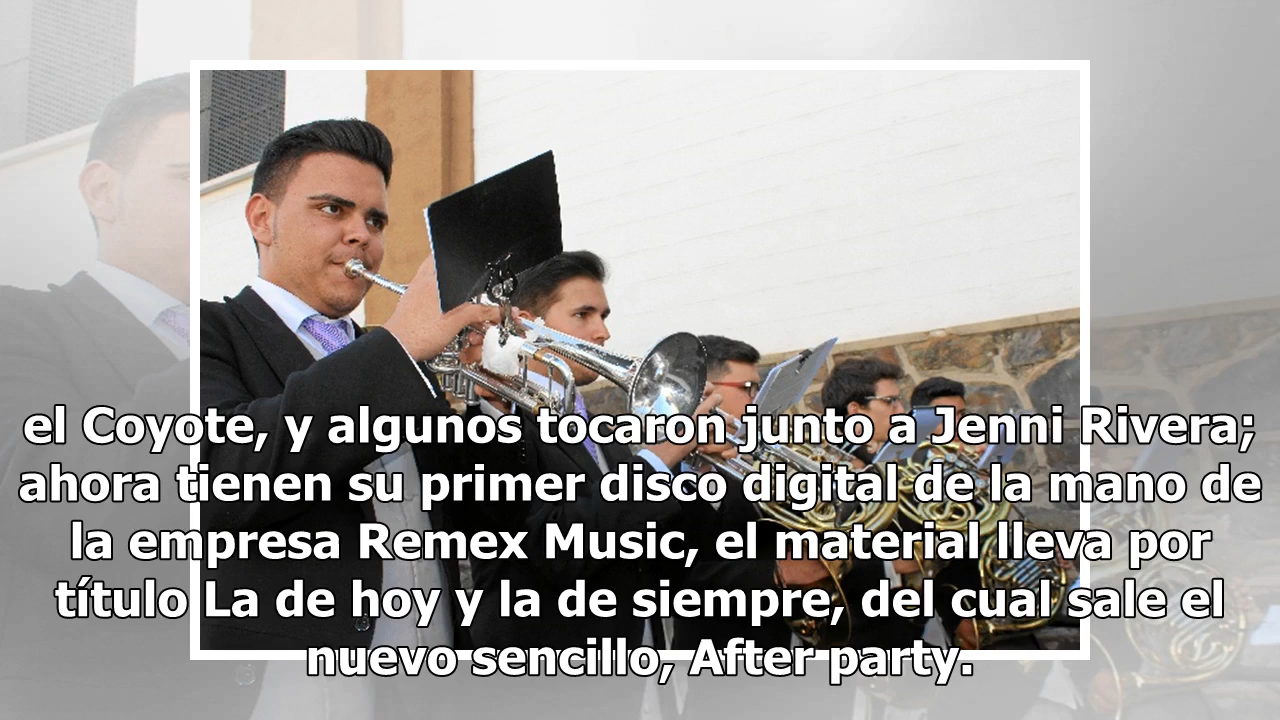 el Coyote, y algunos tocaron junto a Jenni Rivera;
ahora tienen su primer disco digital de la mano de
la empresa Remex Music, el material lleva por
título La de hoy y la de siempre, del cual sale el
nuevo sencillo, After party.